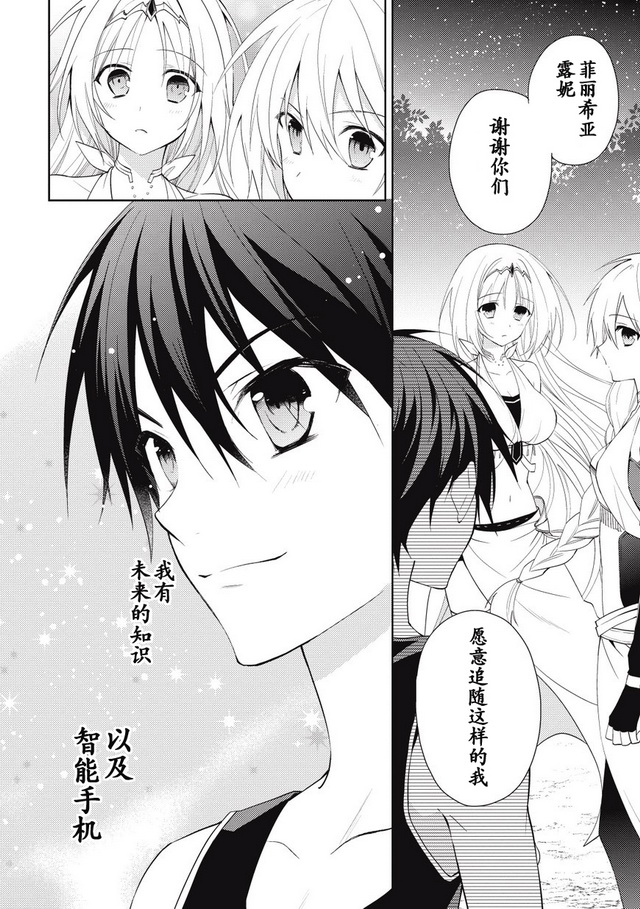 菲丽希亚
露妮
谢谢你们
愿意追随这样的我
我有
未来的知识
以及
智能手机